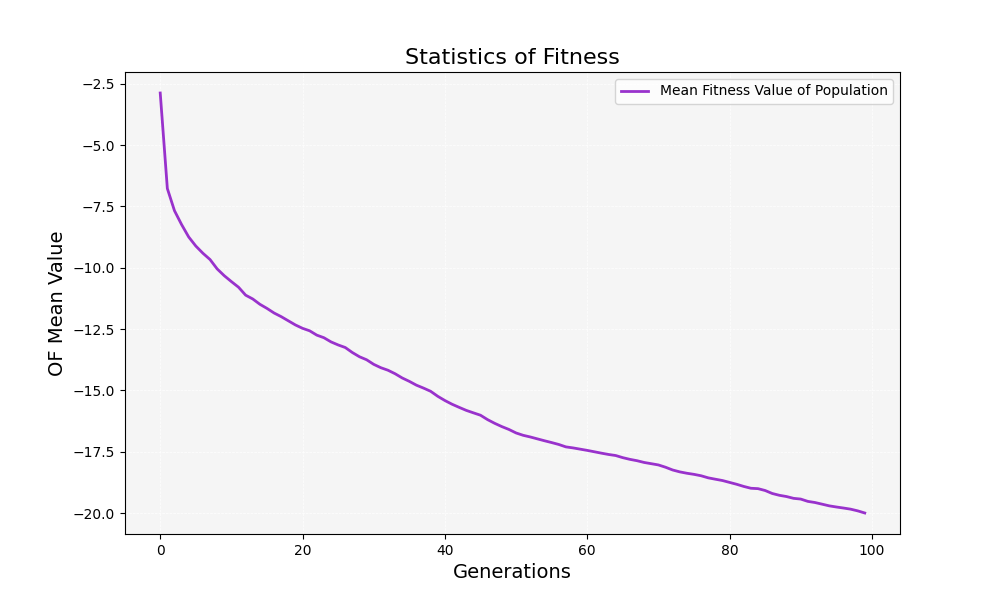 Statistics of Fitness
Mean Fitness Value of Population
OF Mean Value
−2.5
−5.0
−7.5
−10.0
−12.5
−15.0
−17.5
−20.0
0 20 40 60 80 100
Generations